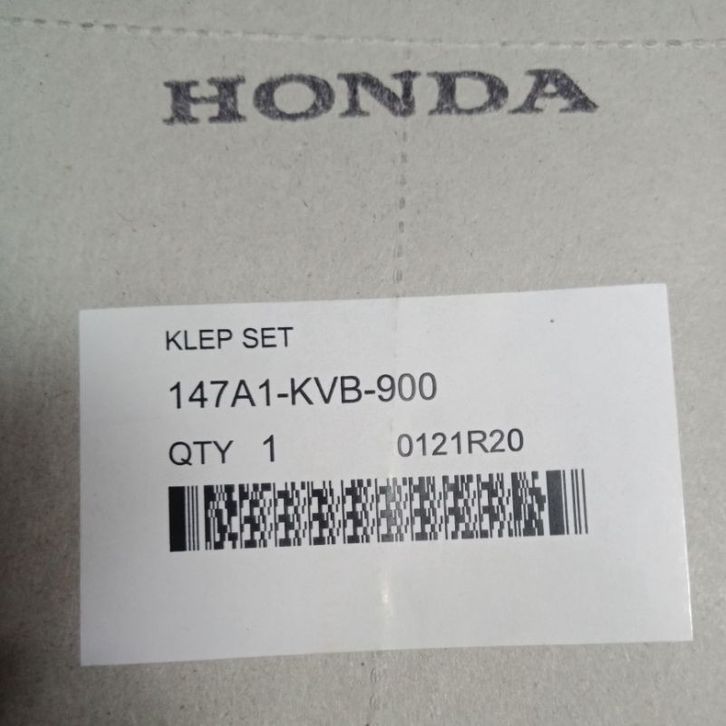 HONDA
KLEP SET
147A1-KVB-900
QTY 1 0121R20